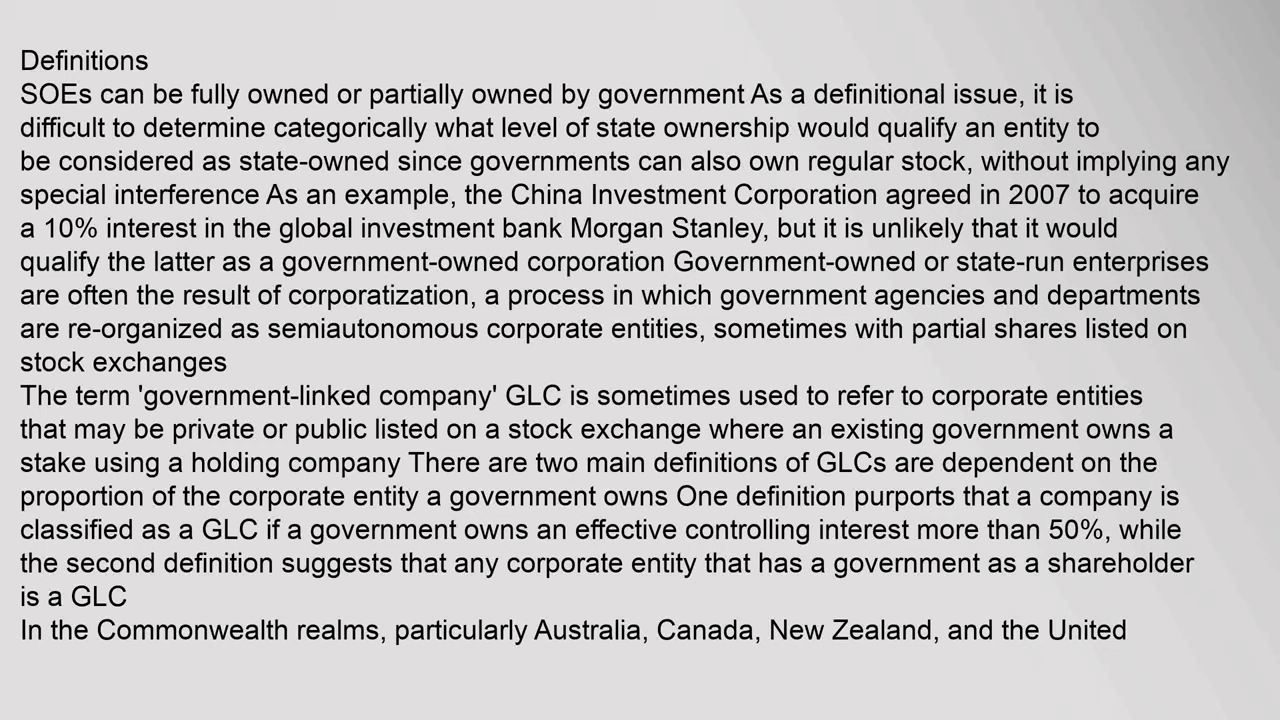 Definitions
SOEs can be fully owned or partially owned by government As a definitional issue, it is
difficult to determine categorically what level of state ownership would qualify an entity to
be considered as state-owned since governments can also own regular stock, without implying any
special interference As an example, the China Investment Corporation agreed in 2007 to acquire
a 10% interest in the global investment bank Morgan Stanley, but it is unlikely that it would
qualify the latter as a government-owned corporation Government-owned or state-run enterprises
are often the result of corporatization, a process in which government agencies and departments
are re-organized as semiautonomous corporate entities, sometimes with partial shares listed on
stock exchanges
The term 'government-linked company' GLC is sometimes used to refer to corporate entities
that may be private or public listed on a stock exchange where an existing government owns a
stake using a holding company There are two main definitions of GLCs are dependent on the
proportion of the corporate entity a government owns One definition purports that a company is
classified as a GLC if a government owns an effective controlling interest more than 50%, while
the second definition suggests that any corporate entity that has a government as a shareholder
is a GLC
In the Commonwealth realms, particularly Australia, Canada, New Zealand, and the United